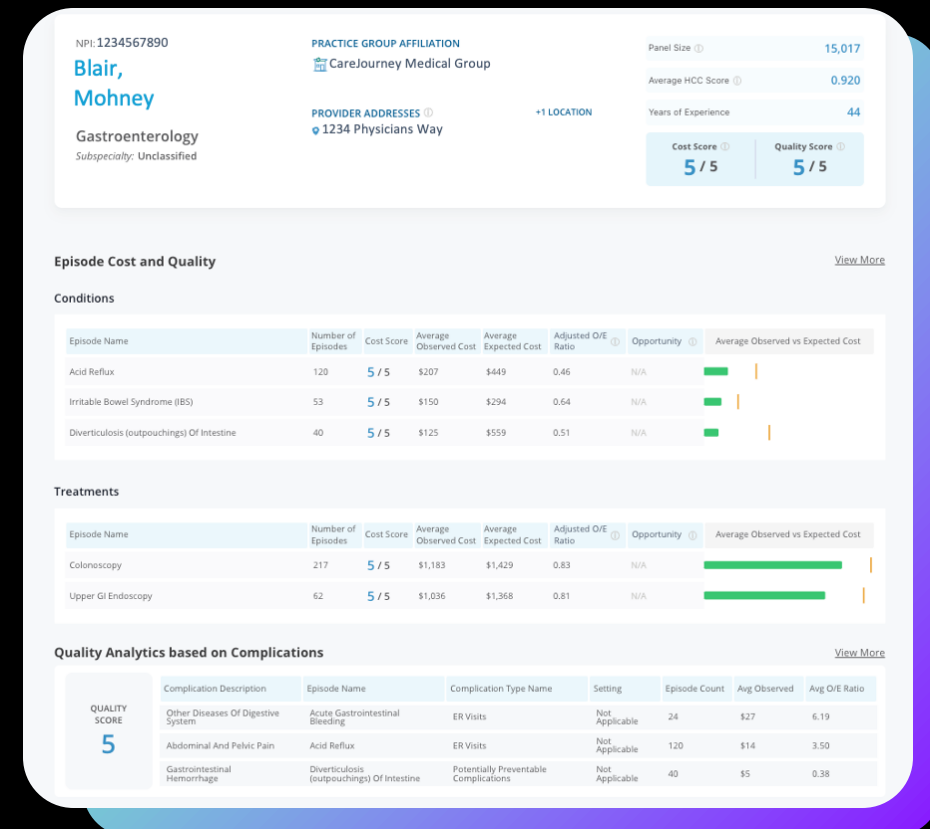 NPI: 1234567890
Blair,
Mohney
Gastroenterology
Subspecialty: Unclassified
PRACTICE GROUP AFFILIATION
CareJourney Medical Group
PROVIDER ADDRESSES
+1 LOCATION
1234 Physicians Way
Panel Size 15,017
Average HCC Score 0.920
Years of Experience 44
Cost Score Quality Score
5 / 5 5 / 5
Episode Cost and Quality View More
Conditions
Episode Name Number of Episodes Cost Score Average Observed Cost Average Expected Cost Adjusted O/E Ratio Opportunity Average Observed vs Expected Cost
Acid Reflux 120 5 / 5 $207 $449 0.46 N/A
Irritable Bowel Syndrome (IBS) 53 5 / 5 $150 $294 0.64 N/A
Diverticulosis (outpouchings) Of Intestine 40 5 / 5 $125 $559 0.51 N/A
Treatments
Episode Name Number of Episodes Cost Score Average Observed Cost Average Expected Cost Adjusted O/E Ratio Opportunity Average Observed vs Expected Cost
Colonoscopy 217 5 / 5 $1,183 $1,429 0.83 N/A
Upper GI Endoscopy 62 5 / 5 $1,036 $1,368 0.81 N/A
Quality Analytics based on Complications View More
QUALITY
SCORE
5
Complication Description Episode Name Complication Type Name Setting Episode Count Avg Observed Avg O/E Ratio
Other Diseases Of Digestive System Acute Gastrointestinal Bleeding ER Visits Not Applicable 24 $27 6.19
Abdominal And Pelvic Pain Acid Reflux ER Visits Not Applicable 120 $14 3.50
Gastrointestinal Hemorrhage Diverticulosis (outpouchings) Of Intestine Potentially Preventable Complications Not Applicable 40 $5 0.38